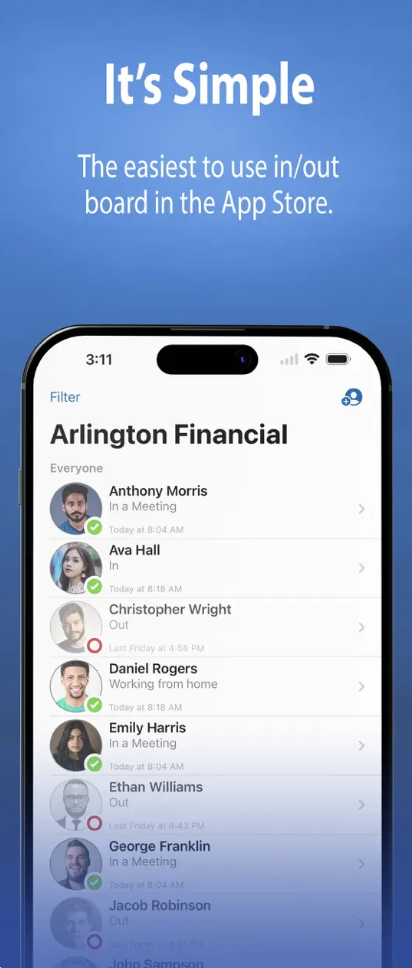 It's Simple
The easiest to use in/out
board in the App Store.
3:11
Filter
Arlington Financial
Everyone
Anthony Morris
In a Meeting
Today at 8:04 AM
Ava Hall
In
Today at 8:18 AM
Christopher Wright
Out
Last Friday at 4:58 PM
Daniel Rogers
Working from home
Today at 8:18 AM
Emily Harris
In a Meeting
Today at 8:04 AM
Ethan Williams
Out
Last Friday at 4:43 PM
George Franklin
In a Meeting
Today at 8:04 AM
Jacob Robinson
Out
John Sampson